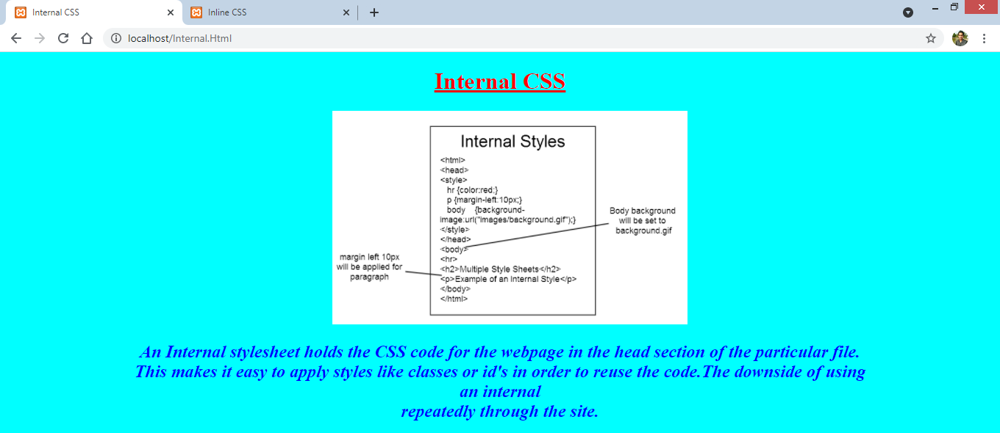 Internal CSS
Inline CSS
localhost/Internal.Html
Internal CSS
Internal Styles
<html>
<head>
<style>
hr {color:red;}
p {margin-left:10px;}
body {background-
image:url("images/background.gif");}
</style>
</head>
<body>
<hr>
<h2>Multiple Style Sheets</h2>
<p>Example of an Internal Style</p>
</body>
</html>
Body background
will be set to
background.gif
margin left 10px
will be applied for
paragraph
An Internal stylesheet holds the CSS code for the webpage in the head section of the particular file.
This makes it easy to apply styles like classes or id's in order to reuse the code.The downside of using
an internal
repeatedly through the site.